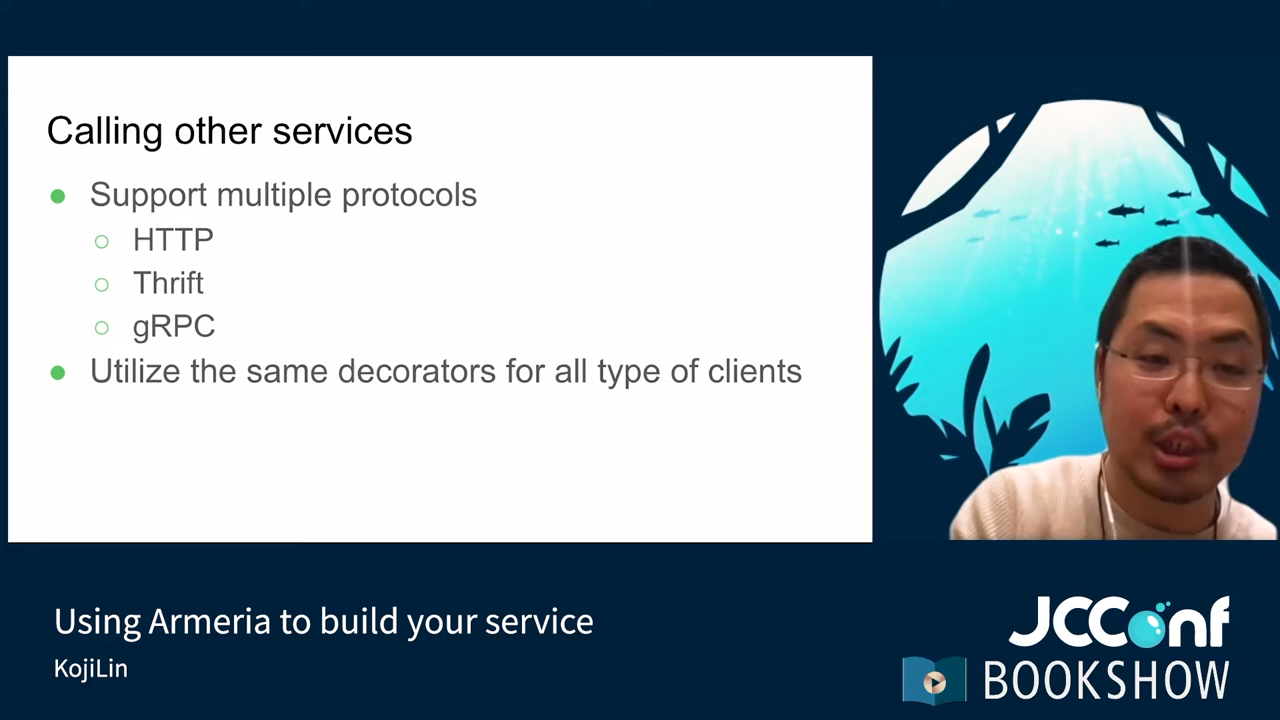 Calling other services
● Support multiple protocols
○ HTTP
○ Thrift
○ gRPC
● Utilize the same decorators for all type of clients
Using Armeria to build your service
KojiLin
JCConf
BOOKSHOW